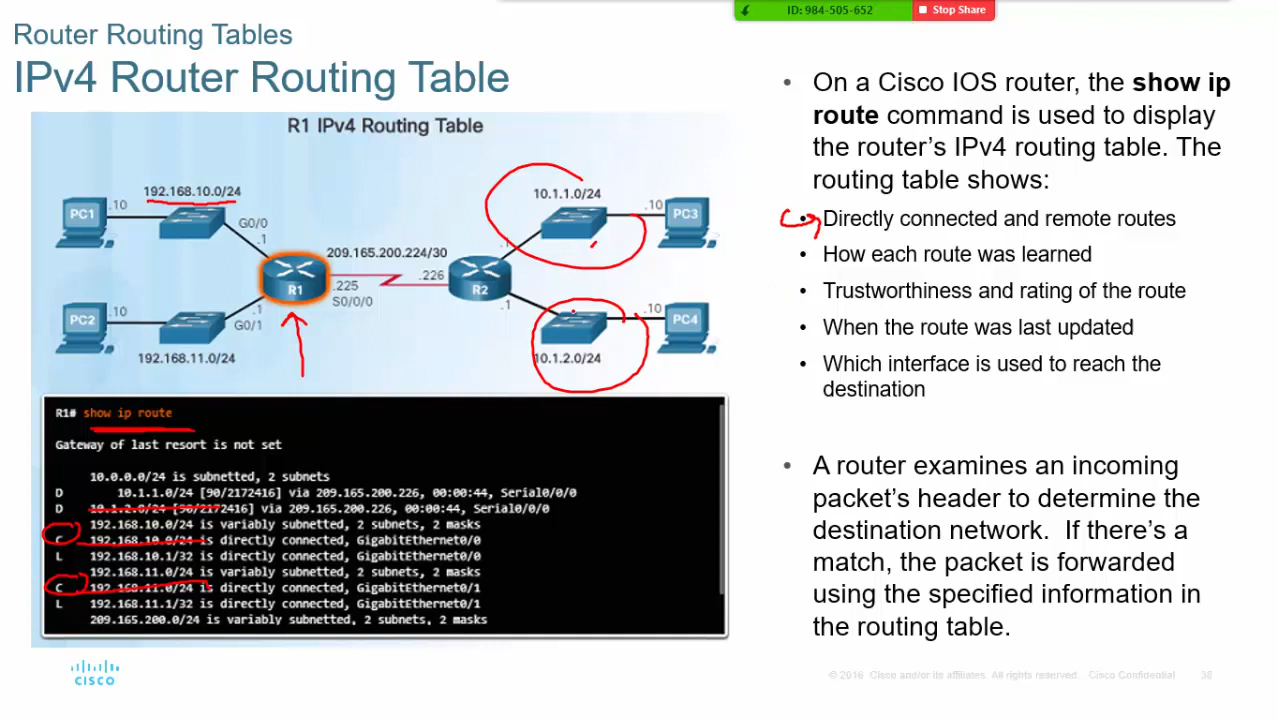 ID: 984-505-652
Stop Share
Router Routing Tables
IPv4 Router Routing Table
R1 IPv4 Routing Table
192.168.10.0/24
10.1.1.0/24
PC1
.10
G0/0
.1
.10
PC3
209.165.200.224/30
.1
R1
.225
S0/0/0
.226
R2
PC2
.10
.1
G0/1
.1
.10
PC4
192.168.11.0/24
10.1.2.0/24
R1# show ip route
Gateway of last resort is not set
10.0.0.0/24 is subnetted, 2 subnets
D 10.1.1.0/24 [90/2172416] via 209.165.200.226, 00:00:44, Serial0/0/0
D 10.1.2.0/24 [90/2172416] via 209.165.200.226, 00:00:44, Serial0/0/0
192.168.10.0/24 is variably subnetted, 2 subnets, 2 masks
C 192.168.10.0/24 is directly connected, GigabitEthernet0/0
L 192.168.10.1/32 is directly connected, GigabitEthernet0/0
192.168.11.0/24 is variably subnetted, 2 subnets, 2 masks
C 192.168.11.0/24 is directly connected, GigabitEthernet0/1
L 192.168.11.1/32 is directly connected, GigabitEthernet0/1
209.165.200.0/24 is variably subnetted, 2 subnets, 2 masks
• On a Cisco IOS router, the show ip
route command is used to display
the router's IPv4 routing table. The
routing table shows:
• Directly connected and remote routes
• How each route was learned
• Trustworthiness and rating of the route
• When the route was last updated
• Which interface is used to reach the
destination
• A router examines an incoming
packet's header to determine the
destination network. If there's a
match, the packet is forwarded
using the specified information in
the routing table.
CISCO
© 2016 Cisco and/or its affiliates. All rights reserved. Cisco Confidential 38